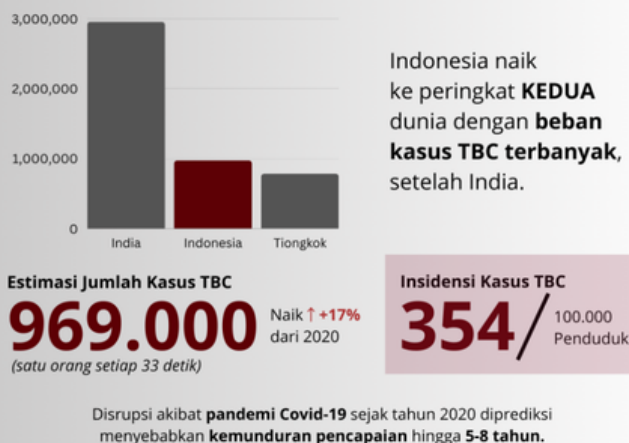 3,000,000
2,000,000
1,000,000
0
India
Indonesia
Tiongkok
Indonesia naik
ke peringkat KEDUA
dunia dengan beban
kasus TBC terbanyak,
setelah India.
Estimasi Jumlah Kasus TBC
969.000
Naik ↑ +17%
dari 2020
(satu orang setiap 33 detik)
Insidensi Kasus TBC
354/
100.000
Penduduk
Disrupsi akibat pandemi Covid-19 sejak tahun 2020 diprediksi
menyebabkan kemunduran pencapaian hingga 5-8 tahun.